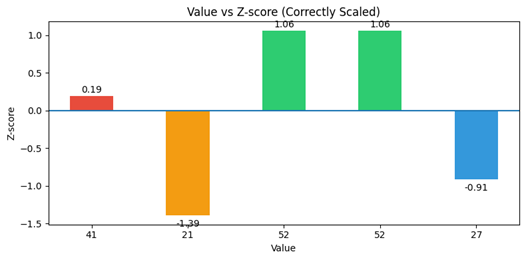 Value vs Z-score (Correctly Scaled)
1.06 1.06
1.0
0.5
0.19
0.0
Z-score
−0.5
-0.91
−1.0
-1.39
−1.5
41 21 52 52 27
Value